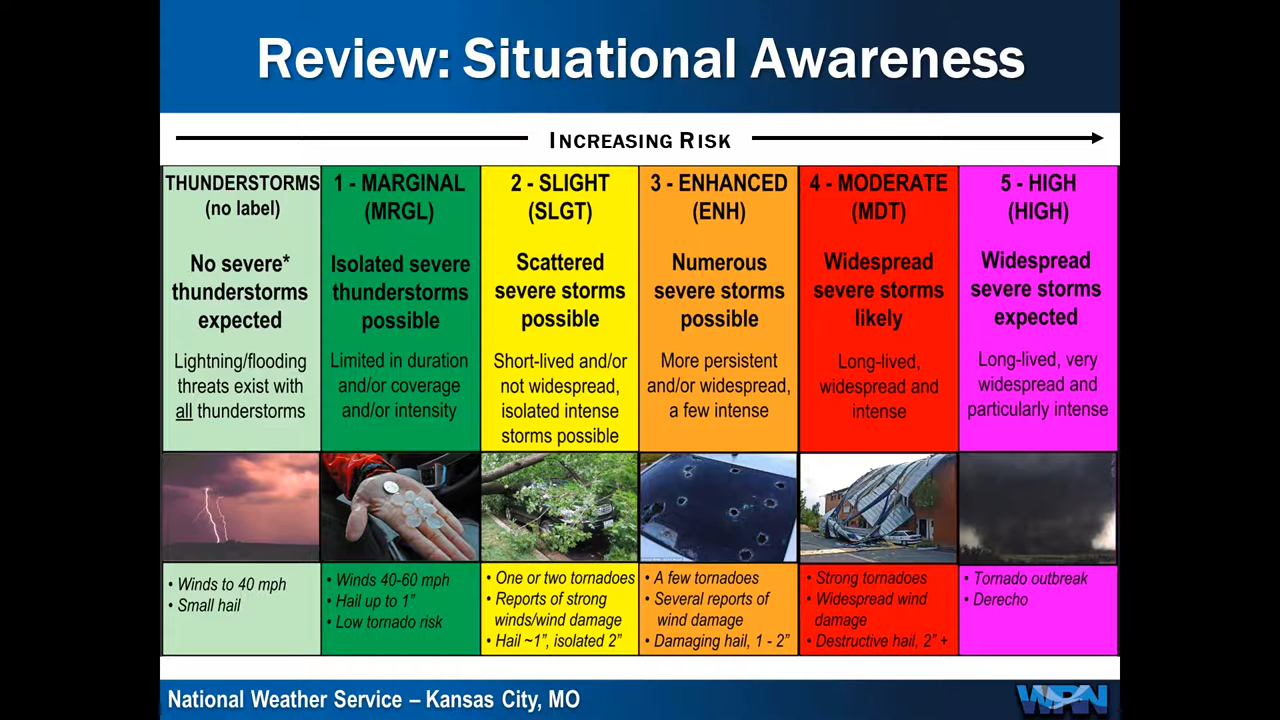 Review: Situational Awareness
INCREASING RISK
THUNDERSTORMS
(no label)
No severe*
thunderstorms
expected
Lightning/flooding
threats exist with
all thunderstorms
• Winds to 40 mph
• Small hail
1 - MARGINAL
(MRGL)
Isolated severe
thunderstorms
possible
Limited in duration
and/or coverage
and/or intensity
• Winds 40-60 mph
• Hail up to 1”
• Low tornado risk
2 - SLIGHT
(SLGT)
Scattered
severe storms
possible
Short-lived and/or
not widespread,
isolated intense
storms possible
• One or two tornadoes
• Reports of strong
winds/wind damage
• Hail ~1”, isolated 2”
3 - ENHANCED
(ENH)
Numerous
severe storms
possible
More persistent
and/or widespread,
a few intense
• A few tornadoes
• Several reports of
wind damage
• Damaging hail, 1 - 2”
4 - MODERATE
(MDT)
Widespread
severe storms
likely
Long-lived,
widespread and
intense
• Strong tornadoes
• Widespread wind
damage
• Destructive hail, 2” +
5 - HIGH
(HIGH)
Widespread
severe storms
expected
Long-lived, very
widespread and
particularly intense
• Tornado outbreak
• Derecho
National Weather Service – Kansas City, MO
WRN